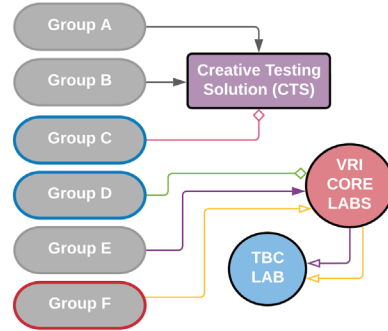 Group A
Group B
Creative Testing
Solution (CTS)
Group C
Group D
VRI
CORE
LABS
Group E
TBC
LAB
Group F